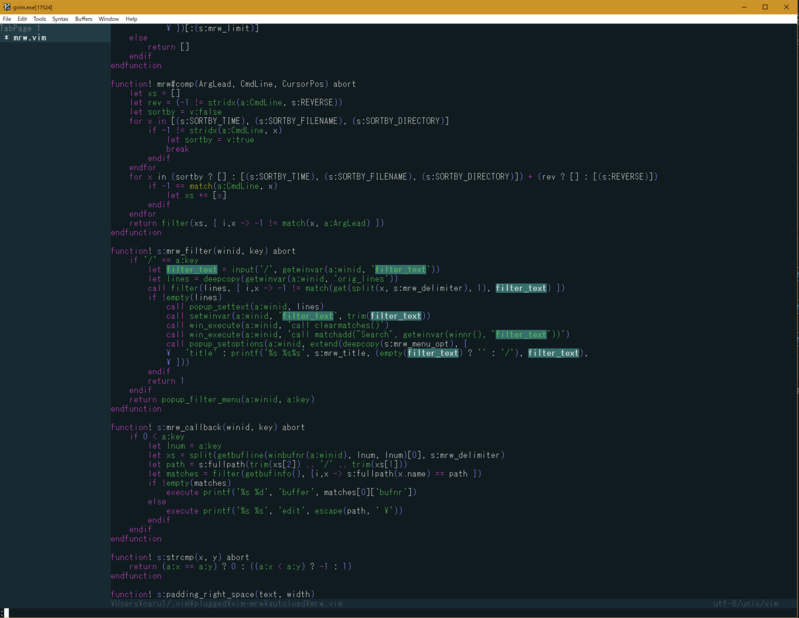 gvim.exe[17524]
File Edit Tools Syntax Buffers Window Help
TabPage 1
* mrw.vim
¥ ])[:(s:mrw_limit)]
else
return []
endif
endfunction
function! mrw#comp(ArgLead, CmdLine, CursorPos) abort
let xs = []
let rev = (-1 != stridx(a:CmdLine, s:REVERSE))
let sortby = v:false
for x in [(s:SORTBY_TIME), (s:SORTBY_FILENAME), (s:SORTBY_DIRECTORY)]
if -1 != stridx(a:CmdLine, x)
let sortby = v:true
break
endif
endfor
for x in (sortby ? [] : [(s:SORTBY_TIME), (s:SORTBY_FILENAME), (s:SORTBY_DIRECTORY)]) + (rev ? [] : [(s:REVERSE)])
if -1 == match(a:CmdLine, x)
let xs += [x]
endif
endfor
return filter(xs, { i,x -> -1 != match(x, a:ArgLead) })
endfunction
function! s:mrw_filter(winid, key) abort
if '/' == a:key
let filter_text = input('/', getwinvar(a:winid, 'filter_text'))
let lines = deepcopy(getwinvar(a:winid, 'orig_lines'))
call filter(lines, { i,x -> -1 != match(get(split(x, s:mrw_delimiter), 1), filter_text) })
if !empty(lines)
call popup_settext(a:winid, lines)
call setwinvar(a:winid, 'filter_text', trim(filter_text))
call win_execute(a:winid, 'call clearmatches()')
call win_execute(a:winid, 'call matchadd("Search", getwinvar(winnr(), "filter_text"))')
call popup_setoptions(a:winid, extend(deepcopy(s:mrw_menu_opt), {
¥ 'title' : printf('%s %s%s', s:mrw_title, (empty(filter_text) ? '' : '/'), filter_text),
¥ }))
endif
return 1
endif
return popup_filter_menu(a:winid, a:key)
endfunction
function! s:mrw_callback(winid, key) abort
if 0 < a:key
let lnum = a:key
let xs = split(getbufline(winbufnr(a:winid), lnum, lnum)[0], s:mrw_delimiter)
let path = s:fullpath(trim(xs[2]) .. '/' .. trim(xs[1]))
let matches = filter(getbufinfo(), {i,x -> s:fullpath(x.name) == path })
if !empty(matches)
execute printf('%s %d', 'buffer', matches[0]['bufnr'])
else
execute printf('%s %s', 'edit', escape(path, ' ¥'))
endif
endif
endfunction
function! s:strcmp(x, y) abort
return (a:x == a:y) ? 0 : ((a:x < a:y) ? -1 : 1)
endfunction
function! s:padding_right_space(text, width)
¥Users¥naru1/.vim¥plugged¥vim-mrw¥autoload¥mrw.vim utf-8/unix/vim
: